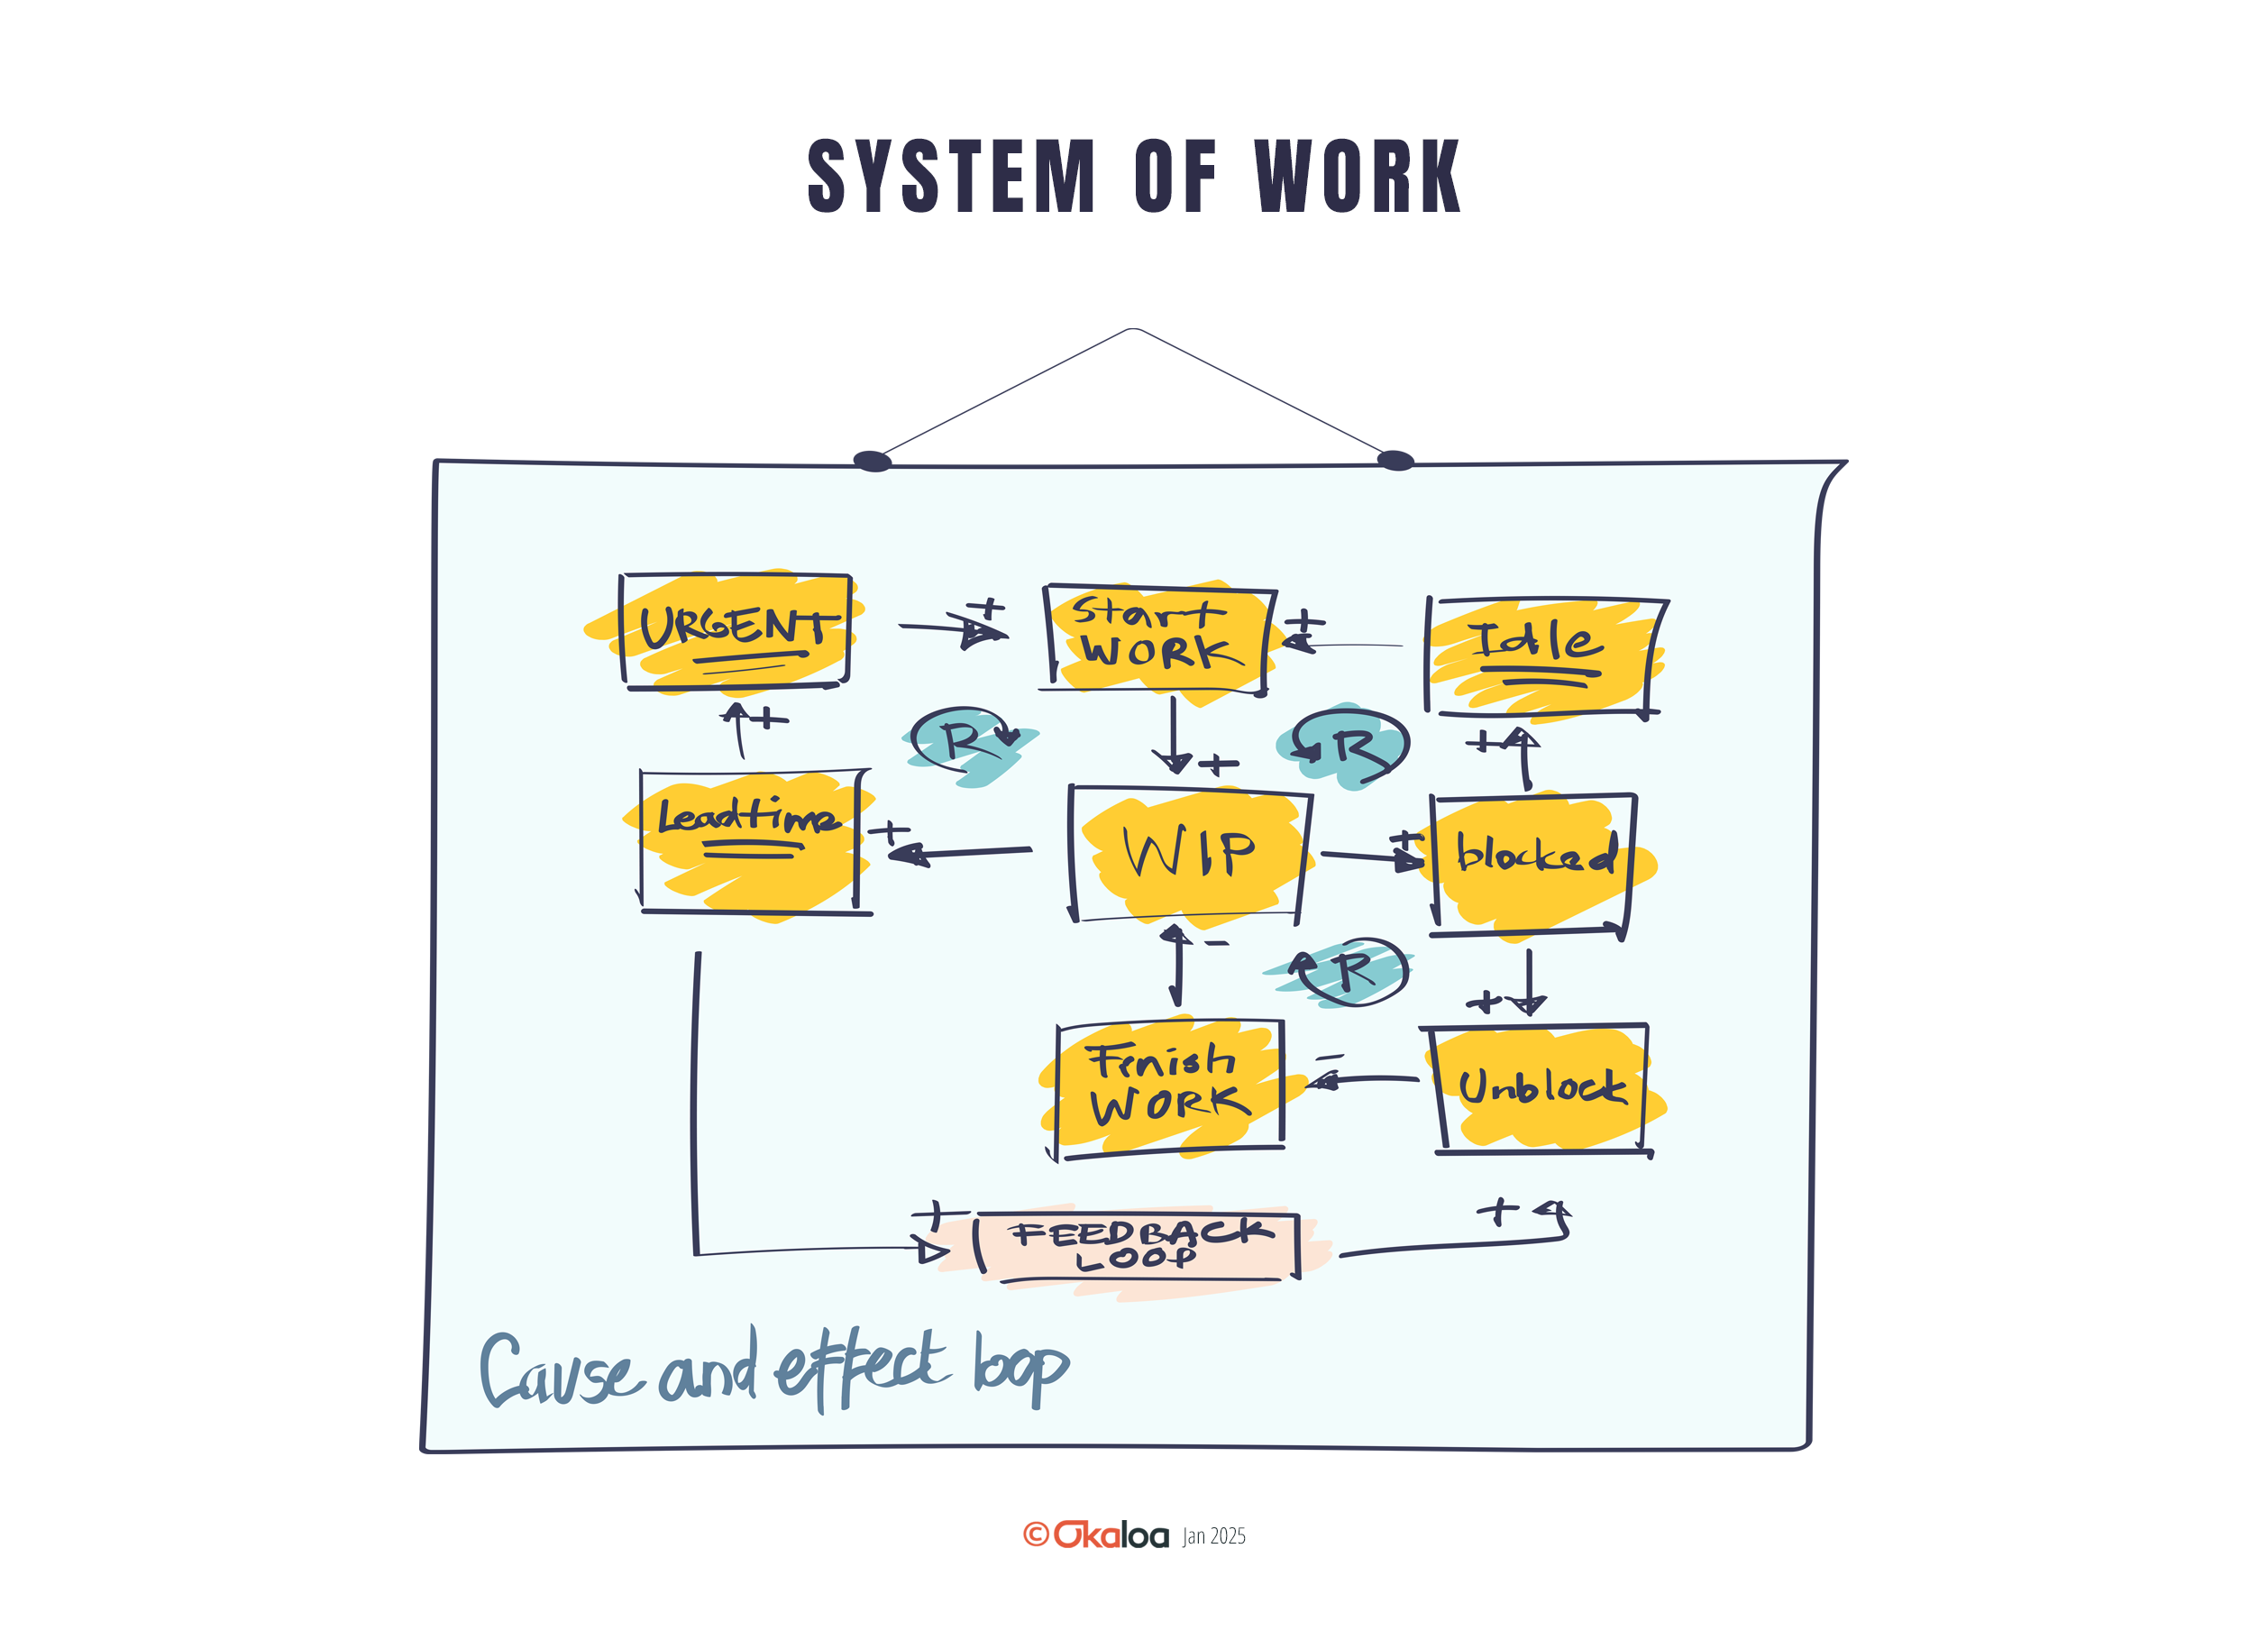 SYSTEM OF WORK
URGENT
+
Start
WORK
+
Idle
+
R
+
R
+
Leadtime
+
WIP
+
blocked
-
R
+
Finish
WORK
-
Unblock
+
FEEDBACK
LOOP
+
Cause and effect loop
© Okaloa Jan 2025